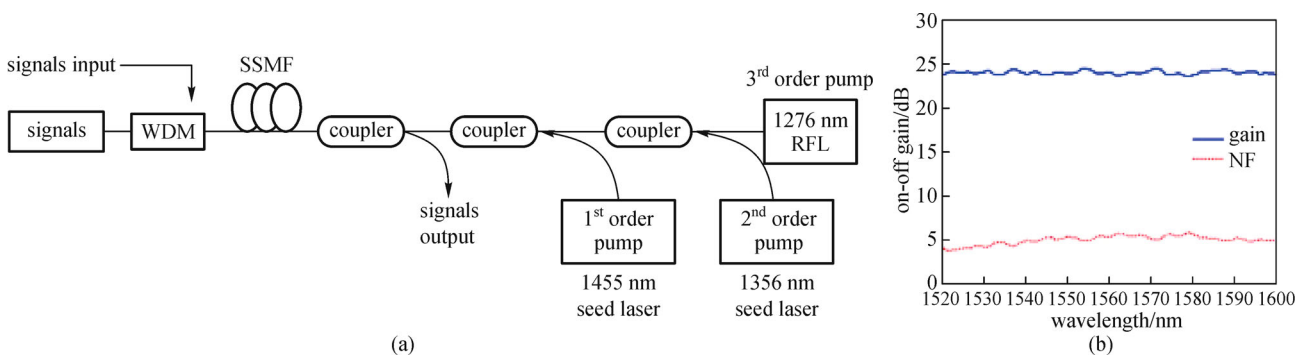 signals input
signals
WDM
SSMF
coupler
coupler
coupler
3rd order pump
1276 nm
RFL
signals
output
1st order
pump
2nd order
pump
1455 nm
seed laser
1356 nm
seed laser
(a)
on-off gain/dB
30
25
20
15
10
5
0
gain
NF
1520 1530 1540 1550 1560 1570 1580 1590 1600
wavelength/nm
(b)